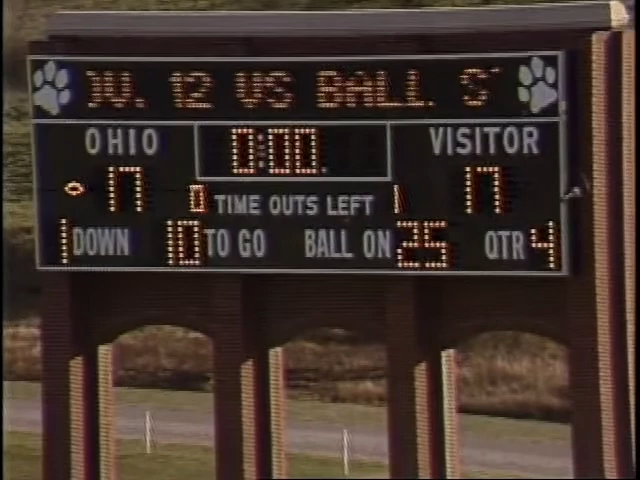 OV. 12 VS BALL ST
OHIO 0:00 VISITOR
17 0 TIME OUTS LEFT 1 17
1 DOWN 10 TO GO BALL ON 25 QTR 4